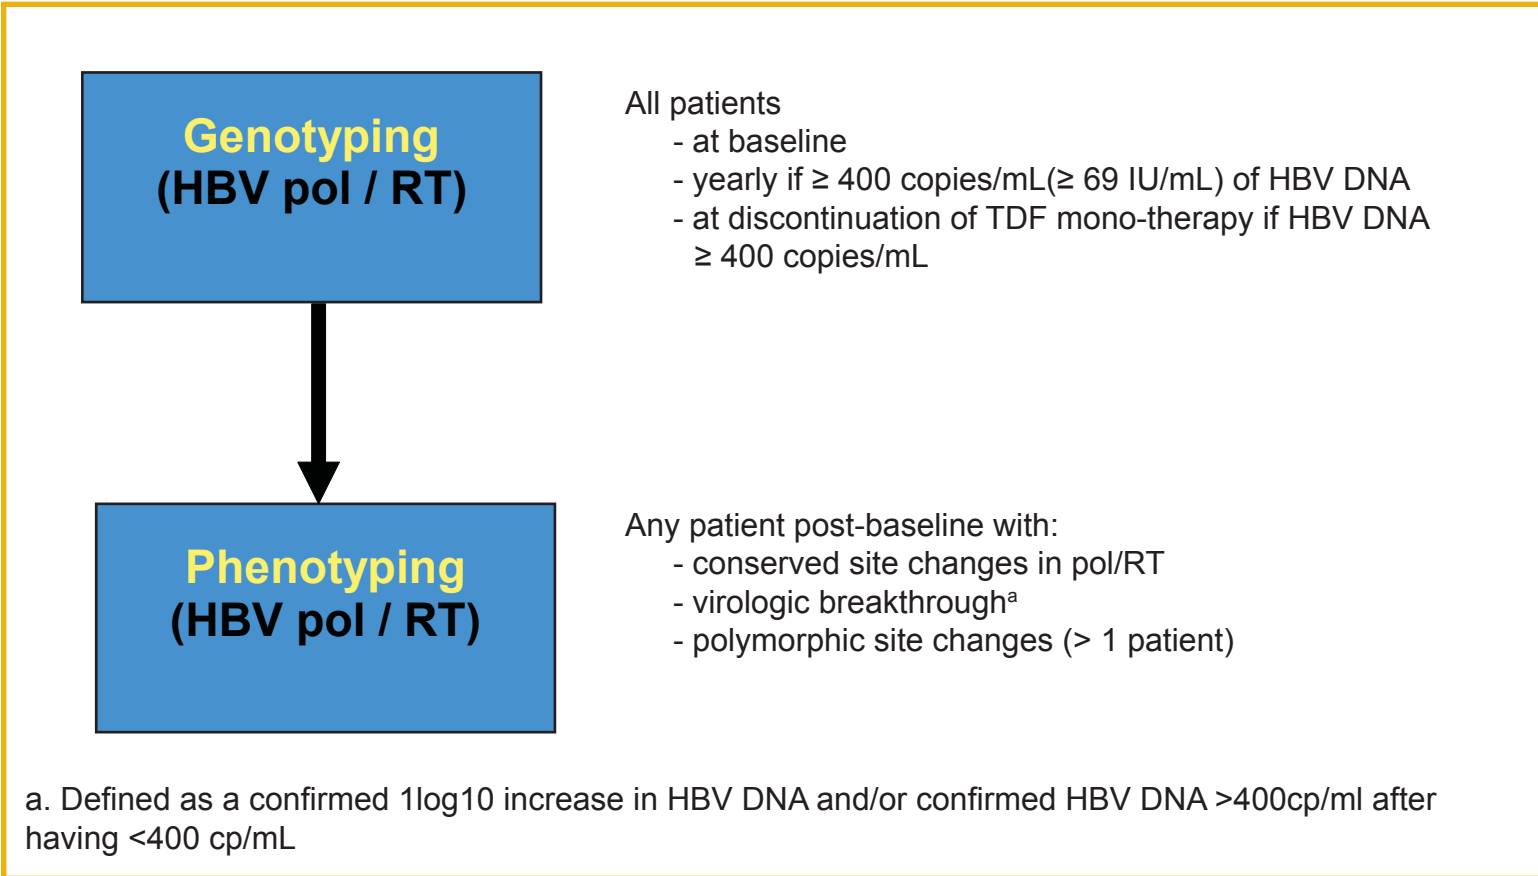 Genotyping
(HBV pol / RT)
All patients
- at baseline
- yearly if ≥ 400 copies/mL(≥ 69 IU/mL) of HBV DNA
- at discontinuation of TDF mono-therapy if HBV DNA
≥ 400 copies/mL
Phenotyping
(HBV pol / RT)
Any patient post-baseline with:
- conserved site changes in pol/RT
- virologic breakthroughᵃ
- polymorphic site changes (> 1 patient)
a. Defined as a confirmed 1log10 increase in HBV DNA and/or confirmed HBV DNA >400cp/ml after
having <400 cp/mL